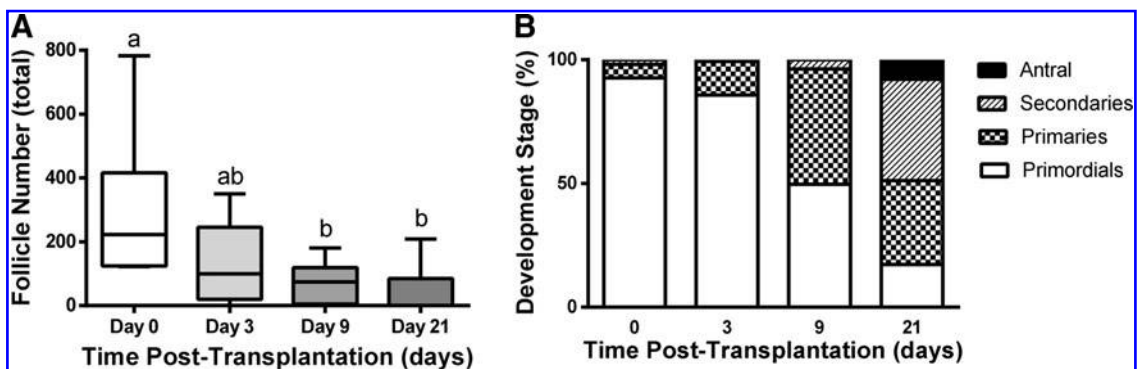 A
Follicle Number (total)
800
600
400
200
0
a
ab
b
b
Day 0
Day 3
Day 9
Day 21
Time Post-Transplantation (days)
B
Development Stage (%)
100
50
0
0
3
9
21
Time Post-Transplantation (days)
Antral
Secondaries
Primaries
Primordials